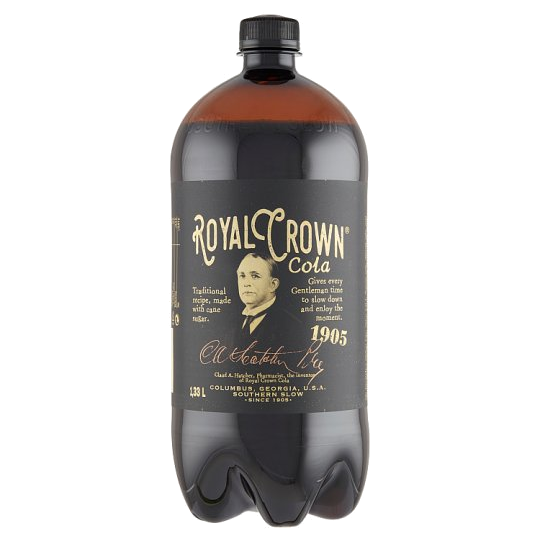 ROYAL CROWN®
Cola
Traditional
recipe, made
with cane
sugar.
Gives every
Gentleman time
to slow down
and enjoy the
moment.
1905
Claud A. Hatcher, Pharmacist, the inventor
of Royal Crown Cola
1,33 L
COLUMBUS, GEORGIA, U.S.A.
SOUTHERN SLOW
•SINCE 1905•